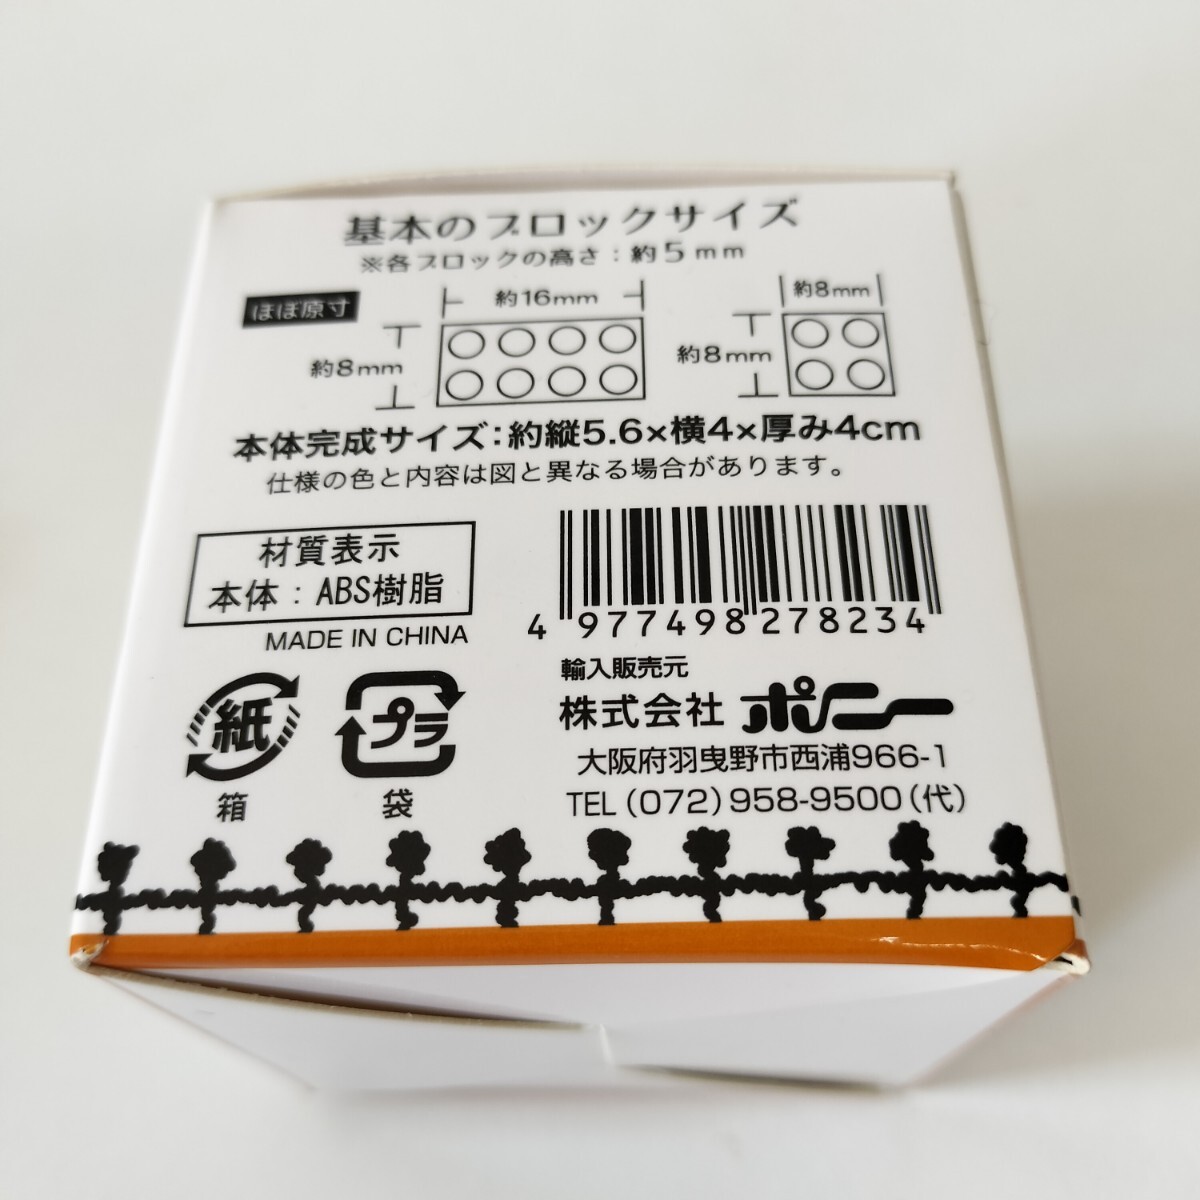 基本のブロックサイズ
※各ブロックの高さ：約5mm
ほぼ原寸
約16mm
約8mm
約8mm
約8mm
本体完成サイズ：約縦5.6×横4×厚み4cm
仕様の色と内容は図と異なる場合があります。
材質表示
本体：ABS樹脂
MADE IN CHINA
4 977498 278234
紙
箱
プラ
袋
輸入販売元
株式会社 ポニー
大阪府羽曳野市西浦966-1
TEL（072）958-9500（代）